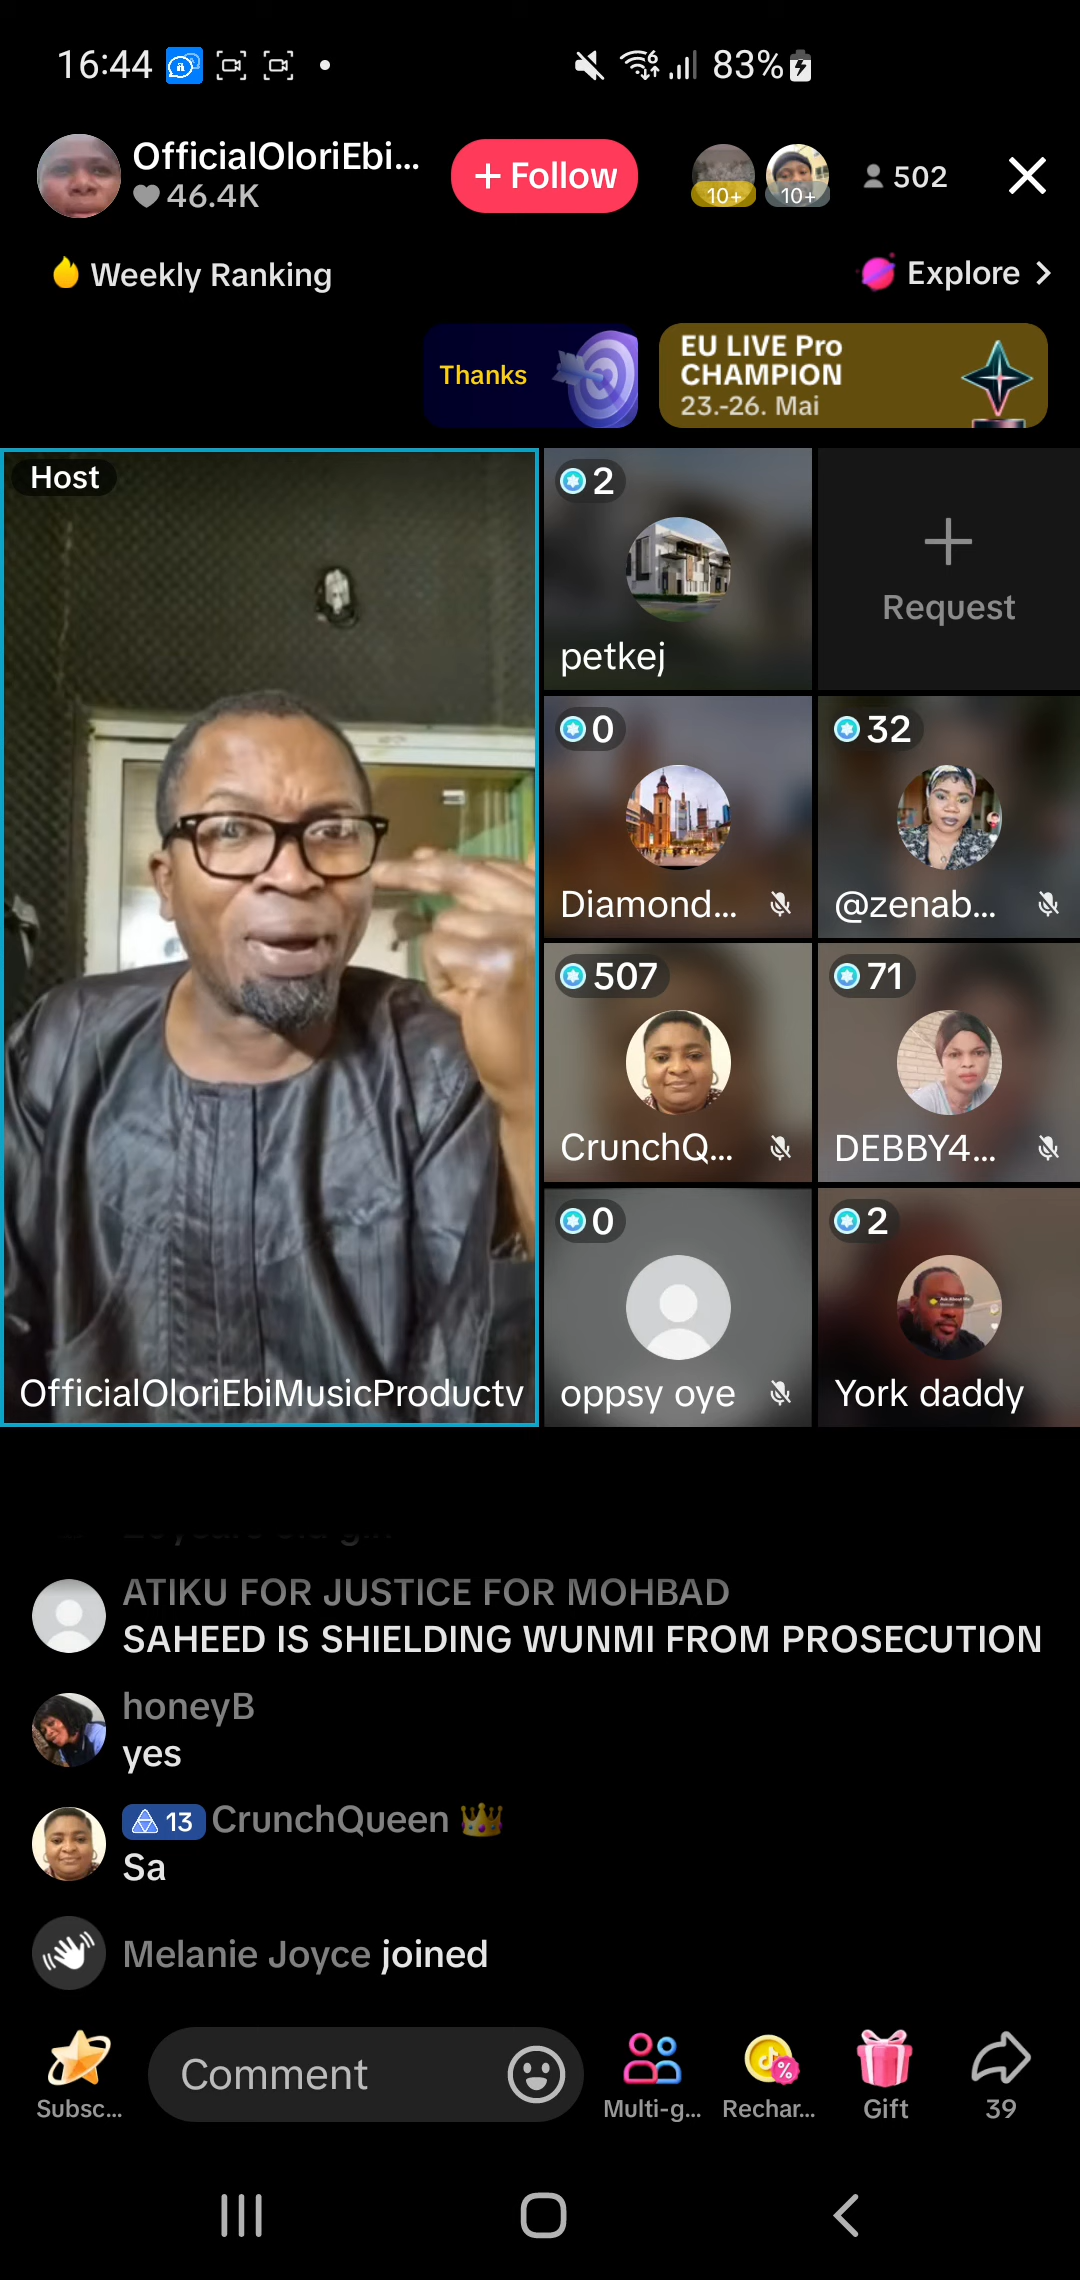 16:44
83%
OfficialOloriEbi...
46.4K
+ Follow
10+
10+
502
Weekly Ranking
Explore
Thanks
EU LIVE Pro
CHAMPION
23.-26. Mai
Host
2
petkej
Request
0
Diamond...
32
@zenab...
507
CrunchQ...
71
DEBBY4...
0
oppsy oye
2
York daddy
OfficialOloriEbiMusicProductv
ATIKU FOR JUSTICE FOR MOHBAD
SAHEED IS SHIELDING WUNMI FROM PROSECUTION
honeyB
yes
13 CrunchQueen
Sa
Melanie Joyce joined
Comment
Subsc...
Multi-g...
Rechar...
Gift
39